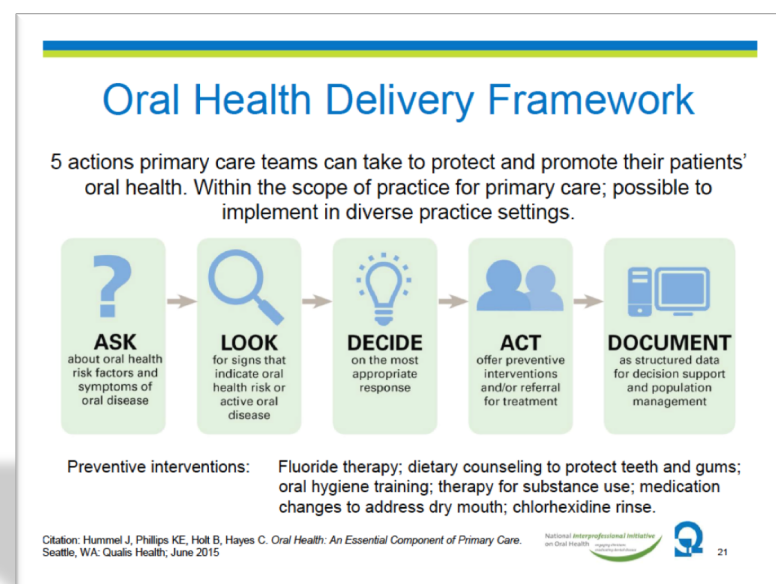 Oral Health Delivery Framework
5 actions primary care teams can take to protect and promote their patients’
oral health. Within the scope of practice for primary care; possible to
implement in diverse practice settings.
ASK
about oral health
risk factors and
symptoms of
oral disease
LOOK
for signs that
indicate oral
health risk or
active oral
disease
DECIDE
on the most
appropriate
response
ACT
offer preventive
interventions
and/or referral
for treatment
DOCUMENT
as structured data
for decision support
and population
management
Preventive interventions: Fluoride therapy; dietary counseling to protect teeth and gums;
oral hygiene training; therapy for substance use; medication
changes to address dry mouth; chlorhexidine rinse.
Citation: Hummel J, Phillips KE, Holt B, Hayes C. Oral Health: An Essential Component of Primary Care.
Seattle, WA: Qualis Health; June 2015
National Interprofessional Initiative
on Oral Health
21